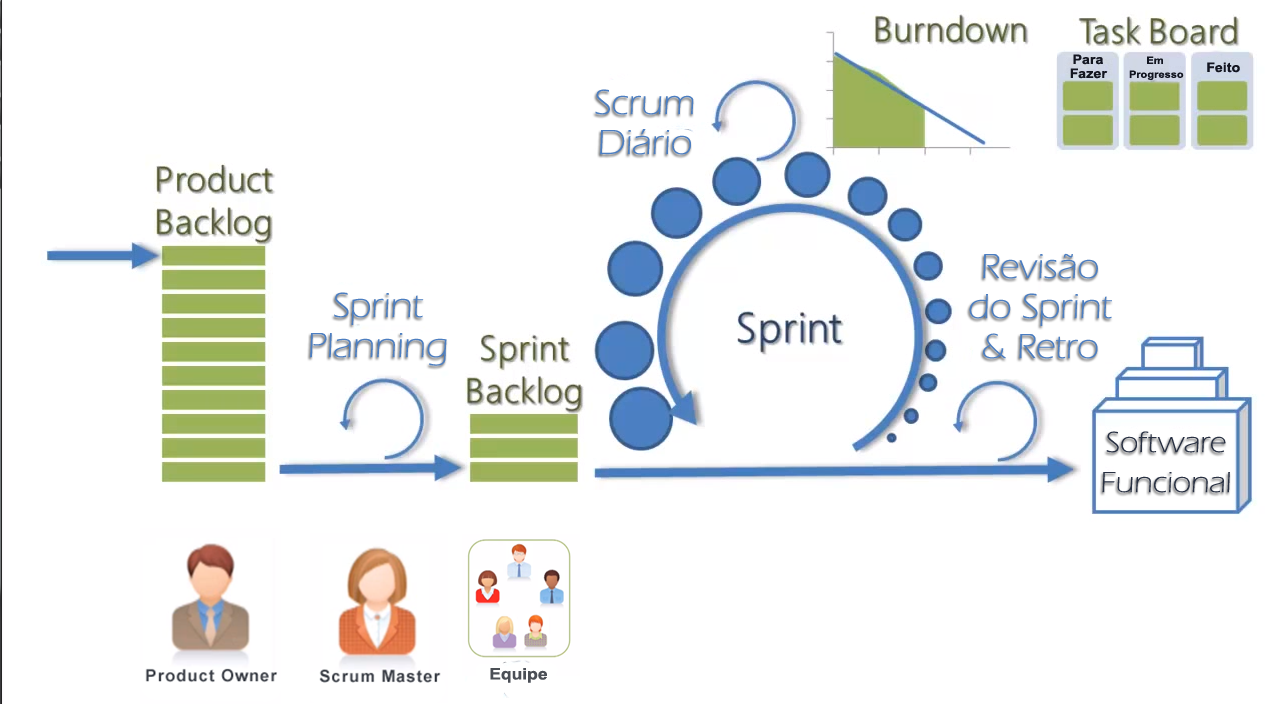 Burndown
Task Board
Para
Fazer
Em
Progresso
Feito
Scrum
Diário
Product
Backlog
Sprint
Planning
Sprint
Backlog
Sprint
Revisão
do Sprint
& Retro
Software
Funcional
Product Owner
Scrum Master
Equipe